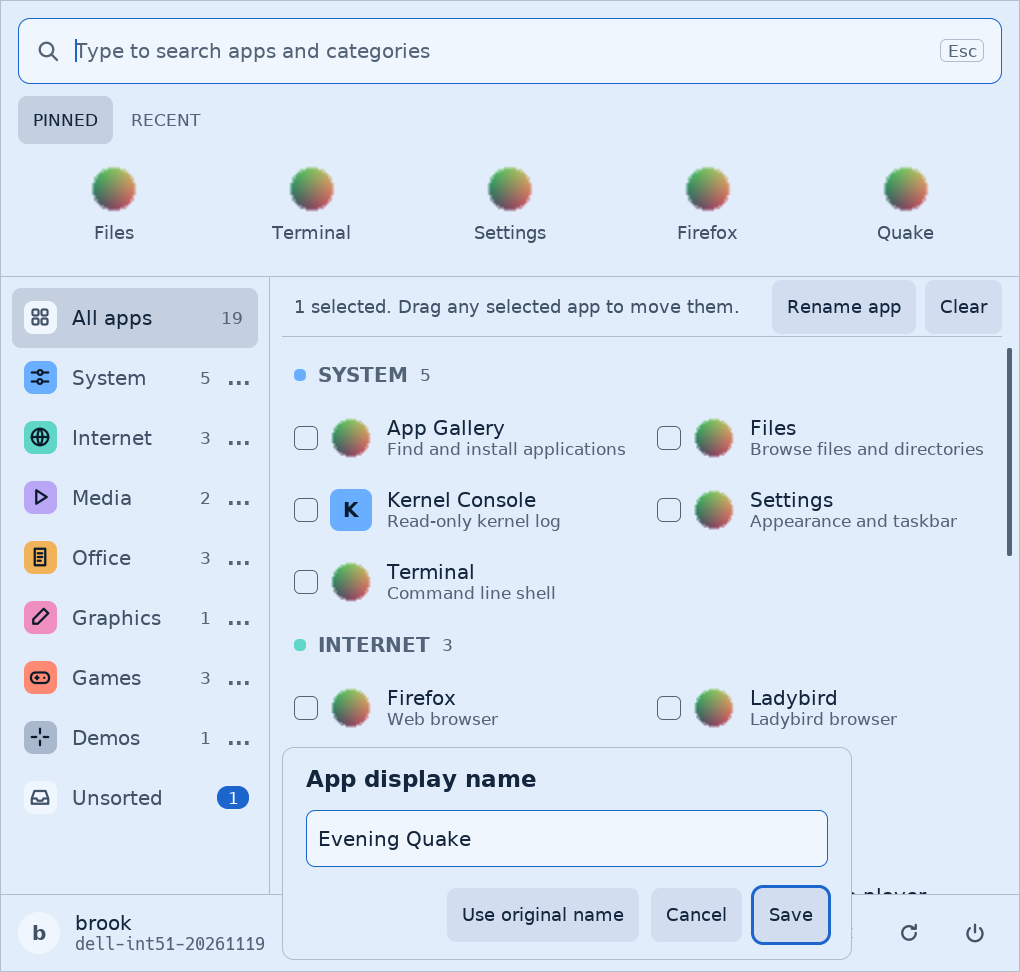 Type to search apps and categories Esc
PINNED RECENT
Files Terminal Settings Firefox Quake
All apps 19
System 5 ...
Internet 3 ...
Media 2 ...
Office 3 ...
Graphics 1 ...
Games 3 ...
Demos 1 ...
Unsorted 1
1 selected. Drag any selected app to move them. Rename app Clear
SYSTEM 5
App Gallery
Find and install applications
Files
Browse files and directories
K
Kernel Console
Read-only kernel log
Settings
Appearance and taskbar
Terminal
Command line shell
INTERNET 3
Firefox
Web browser
Ladybird
Ladybird browser
App display name
Evening Quake
Use original name Cancel Save
b
brook
dell-int51-20261119